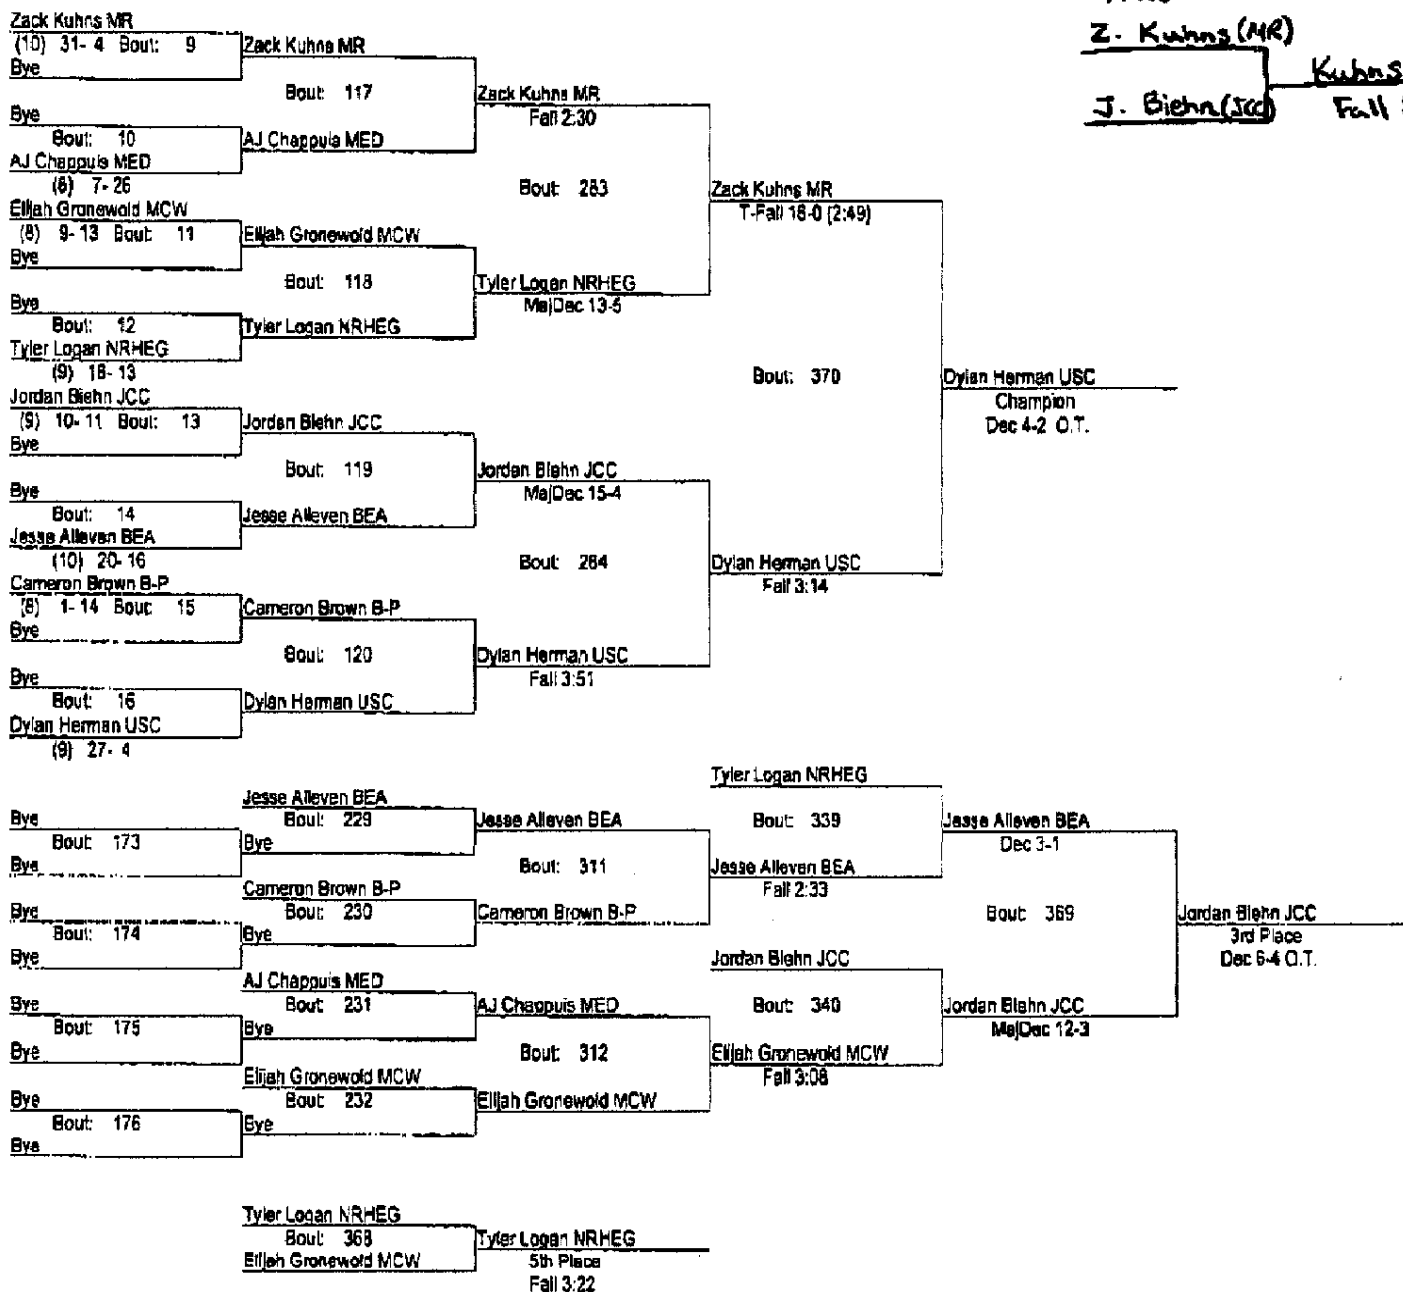 Z. Kuhns (MR)
Kuhns
J. Biehn (JCC)
Fall
Zack Kuhns MR
(10) 31- 4 Bout: 9
Bye
Zack Kuhns MR
Bout: 117
Bye
Bout: 10
AJ Chappuis MED
AJ Chappuis MED
(8) 7- 26
Zack Kuhns MR
Fall 2:30
Bout: 283
Elijah Gronewold MCW
(8) 9- 13 Bout: 11
Bye
Elijah Gronewold MCW
Bout: 118
Bye
Bout: 12
Tyler Logan NRHEG
Tyler Logan NRHEG
(9) 18- 13
Tyler Logan NRHEG
MajDec 13-5
Zack Kuhns MR
T-Fall 18-0 (2:49)
Bout: 370
Jordan Biehn JCC
(9) 10- 11 Bout: 13
Bye
Jordan Biehn JCC
Bout: 119
Bye
Bout: 14
Jesse Alleven BEA
Jesse Alleven BEA
(10) 20- 16
Jordan Biehn JCC
MajDec 15-4
Bout: 284
Cameron Brown B-P
(8) 1- 14 Bout: 15
Bye
Cameron Brown B-P
Bout: 120
Bye
Bout: 16
Dylan Herman USC
Dylan Herman USC
(9) 27- 4
Dylan Herman USC
Fall 3:51
Dylan Herman USC
Fall 3:14
Dylan Herman USC
Champion
Dec 4-2 O.T.
Bye
Bout: 173
Bye
Jesse Alleven BEA
Bout: 229
Bye
Jesse Alleven BEA
Bout: 311
Bye
Bout: 174
Bye
Cameron Brown B-P
Bout: 230
Bye
Cameron Brown B-P
Tyler Logan NRHEG
Bout: 339
Jesse Alleven BEA
Fall 2:33
Jesse Alleven BEA
Dec 3-1
Bout: 369
Bye
Bout: 175
Bye
AJ Chappuis MED
Bout: 231
Bye
AJ Chappuis MED
Bout: 312
Bye
Bout: 176
Bye
Elijah Gronewold MCW
Bout: 232
Bye
Elijah Gronewold MCW
Jordan Biehn JCC
Bout: 340
Elijah Gronewold MCW
Fall 3:08
Jordan Biehn JCC
MajDec 12-3
Jordan Biehn JCC
3rd Place
Dec 6-4 O.T.
Tyler Logan NRHEG
Bout: 368
Elijah Gronewold MCW
Tyler Logan NRHEG
5th Place
Fall 3:22